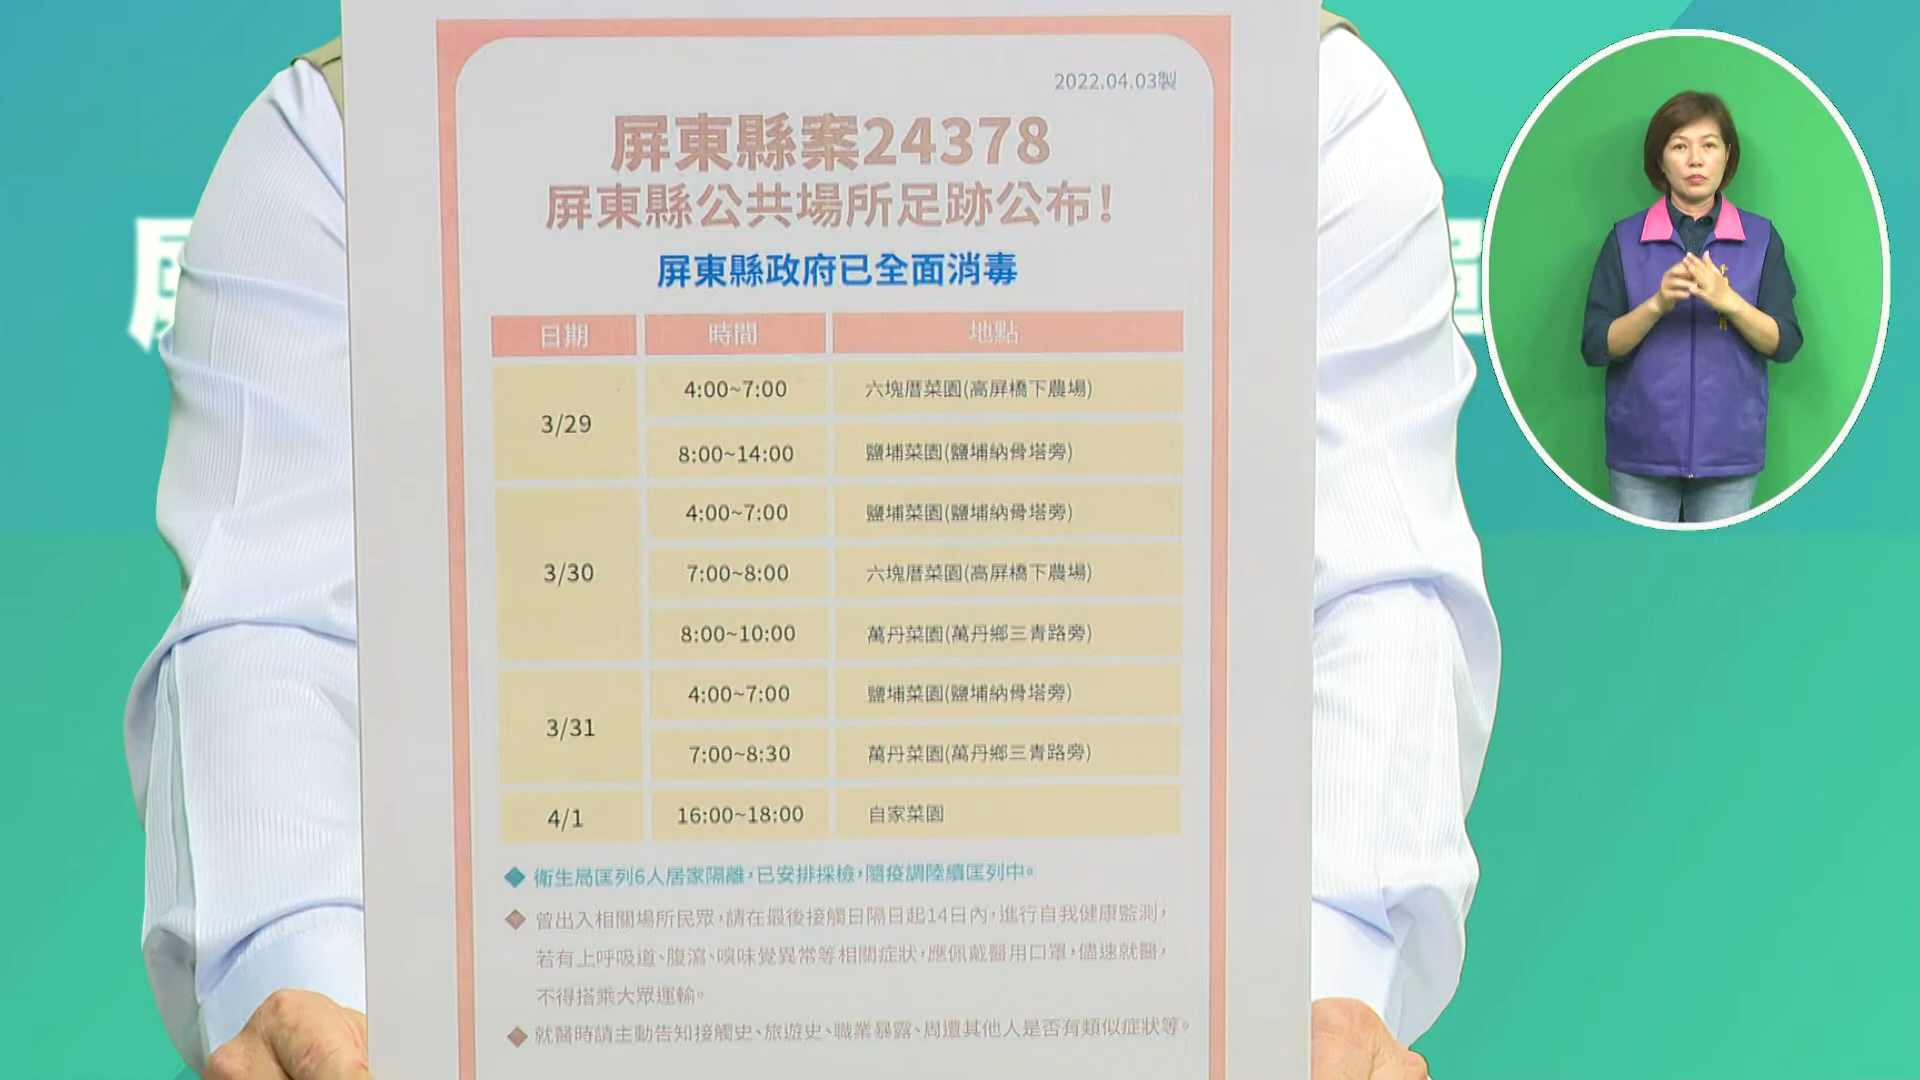 2022.04.03製
屏東縣案24378
屏東縣公共場所足跡公布！
屏東縣政府已全面消毒
日期 時間 地點
3/29 4:00~7:00 六塊厝菜園(高屏橋下農場)
8:00~14:00 鹽埔菜園(鹽埔納骨塔旁)
3/30 4:00~7:00 鹽埔菜園(鹽埔納骨塔旁)
7:00~8:00 六塊厝菜園(高屏橋下農場)
8:00~10:00 萬丹菜園(萬丹鄉三青路旁)
3/31 4:00~7:00 鹽埔菜園(鹽埔納骨塔旁)
7:00~8:30 萬丹菜園(萬丹鄉三青路旁)
4/1 16:00~18:00 自家菜園
◆ 衛生局匡列6人居家隔離，已安排採檢，隨疫調陸續匡列中。
◆ 曾出入相關場所民眾，請在最後接觸日隔日起14日內，進行自我健康監測，
若有上呼吸道、腹瀉、嗅味覺異常等相關症狀，應佩戴醫用口罩，儘速就醫，
不得搭乘大眾運輸。
◆ 就醫時請主動告知接觸史、旅遊史、職業暴露、周遭其他人是否有類似症狀等。